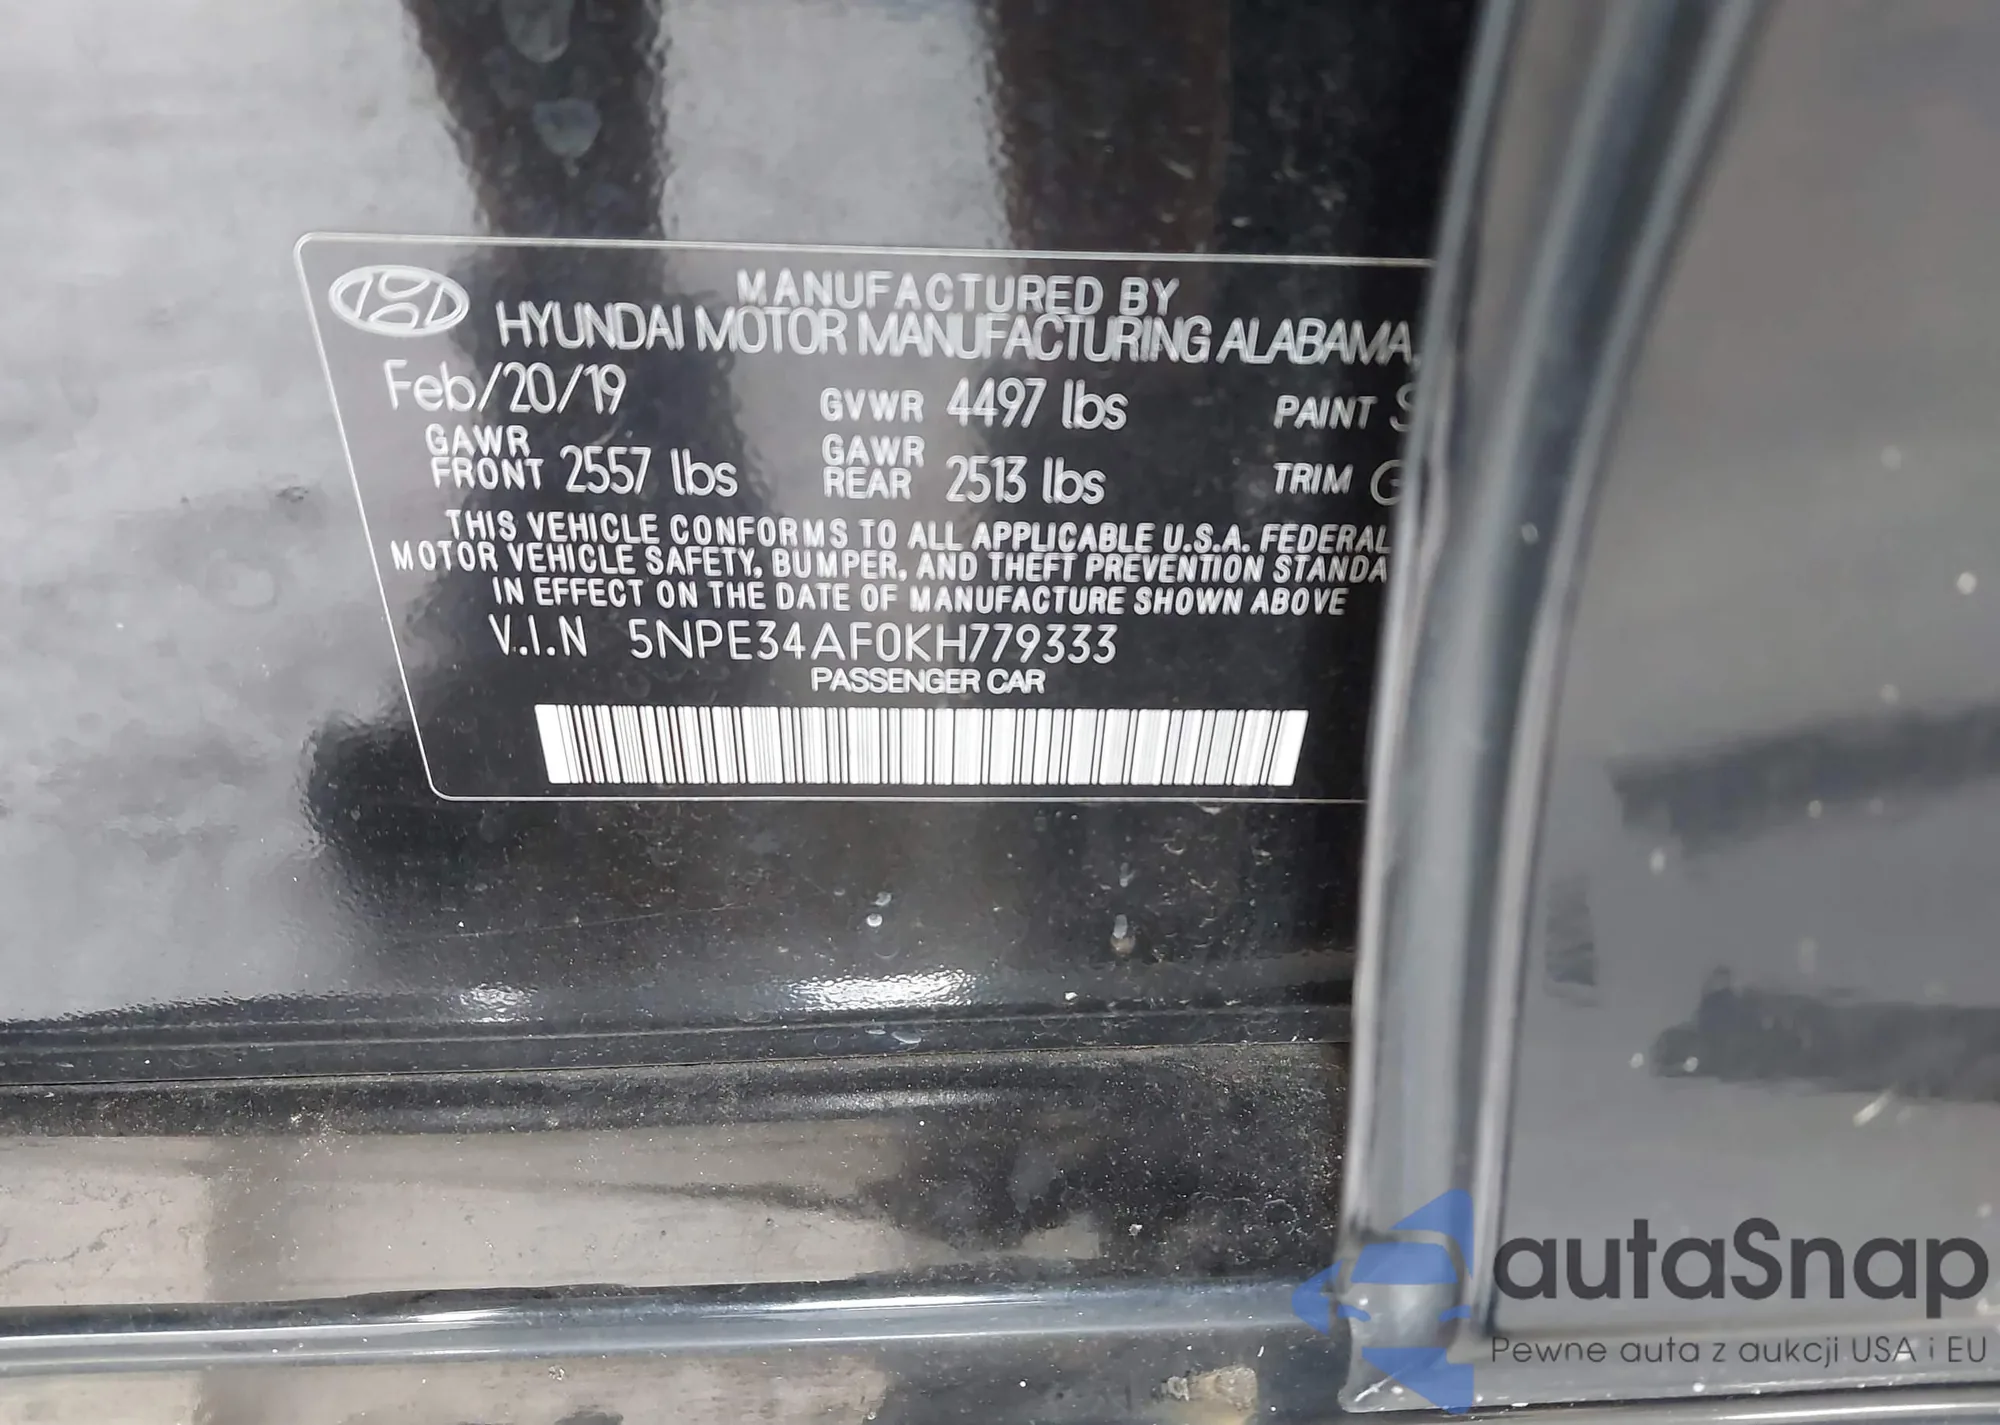 MANUFACTURED BY
HYUNDAI MOTOR MANUFACTURING ALABAMA,
Feb/20/19 GVWR 4497 lbs PAINT
GAWR FRONT 2557 lbs GAWR REAR 2513 lbs TRIM
THIS VEHICLE CONFORMS TO ALL APPLICABLE U.S.A. FEDERAL
MOTOR VEHICLE SAFETY, BUMPER, AND THEFT PREVENTION STANDA
IN EFFECT ON THE DATE OF MANUFACTURE SHOWN ABOVE
V.I.N 5NPE34AF0KH779333
PASSENGER CAR
autaSnap
Pewne auta z aukcji USA i EU